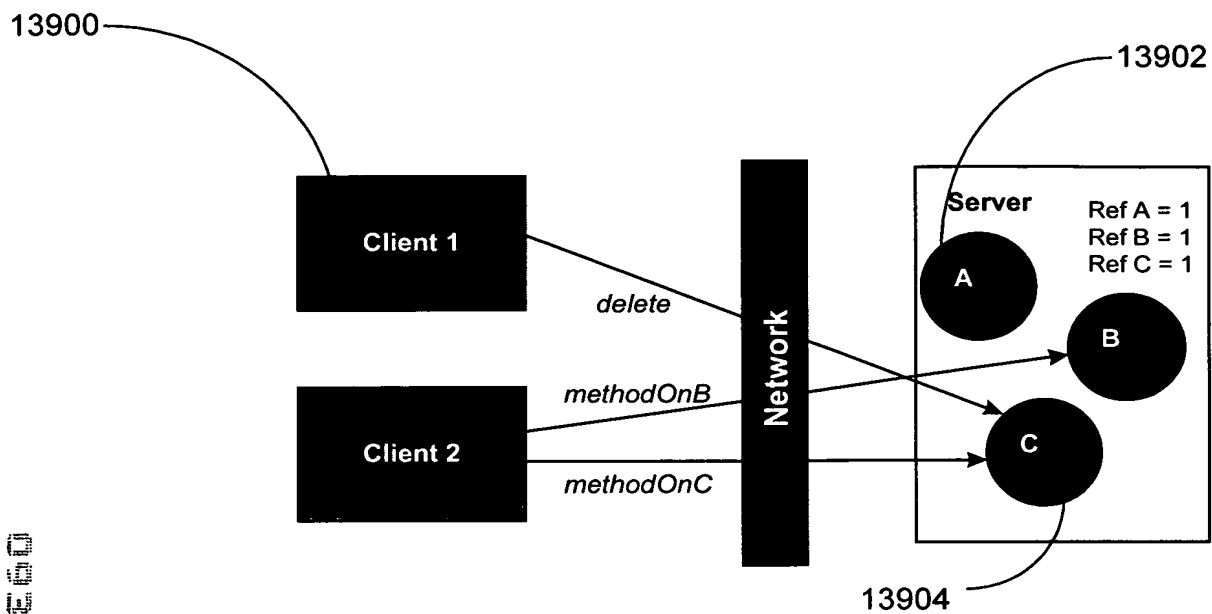 13900
13902
Server
Ref A = 1
Ref B = 1
Ref C = 1
Client 1
A
delete
B
Network
methodOnB
Client 2
C
methodOnC
13904